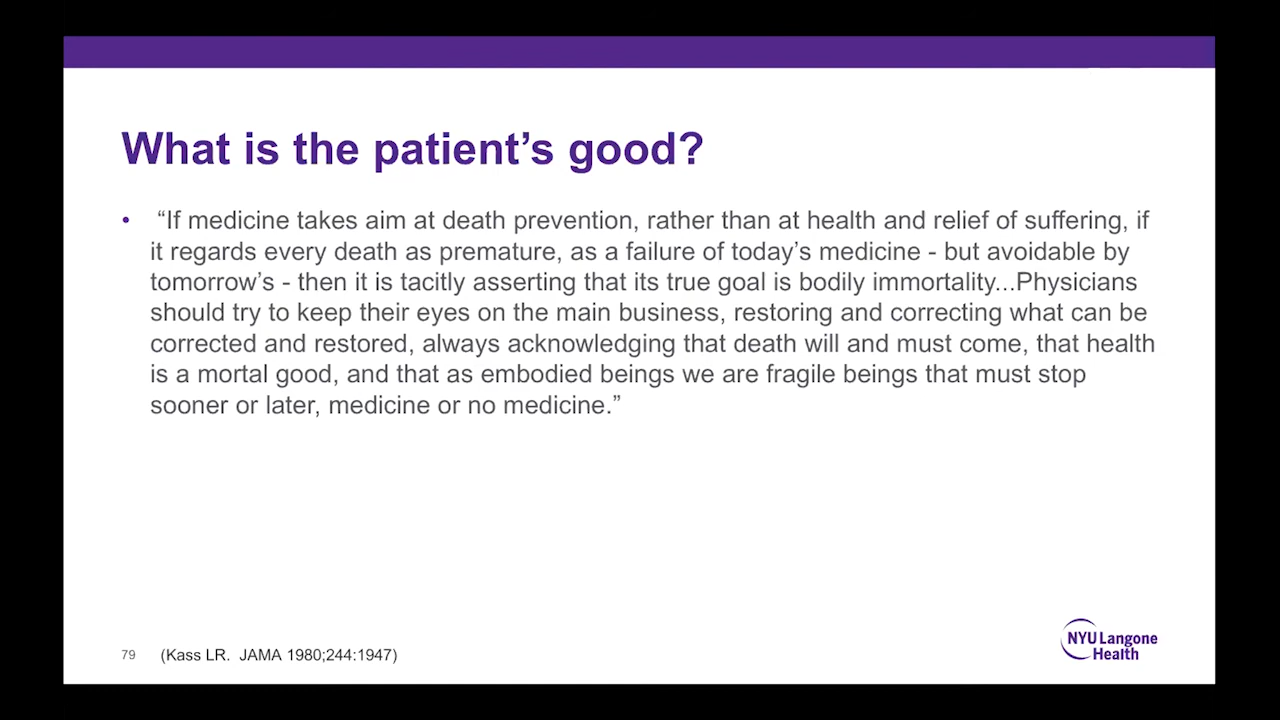 What is the patient’s good?
• “If medicine takes aim at death prevention, rather than at health and relief of suffering, if
it regards every death as premature, as a failure of today’s medicine - but avoidable by
tomorrow’s - then it is tacitly asserting that its true goal is bodily immortality...Physicians
should try to keep their eyes on the main business, restoring and correcting what can be
corrected and restored, always acknowledging that death will and must come, that health
is a mortal good, and that as embodied beings we are fragile beings that must stop
sooner or later, medicine or no medicine.”
79 (Kass LR. JAMA 1980;244:1947)
NYU Langone
Health